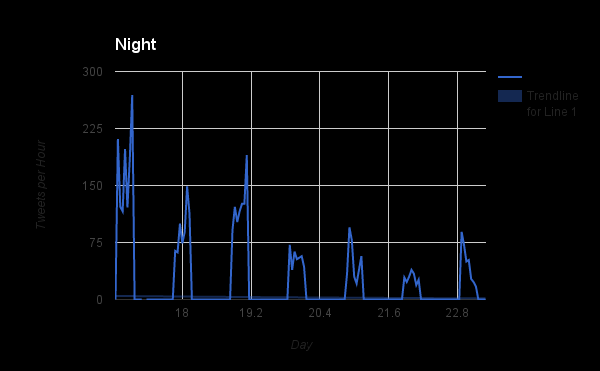 Night
300
225
150
75
0
Tweets per Hour
18
19.2
20.4
21.6
22.8
Day
Trendline
for Line 1